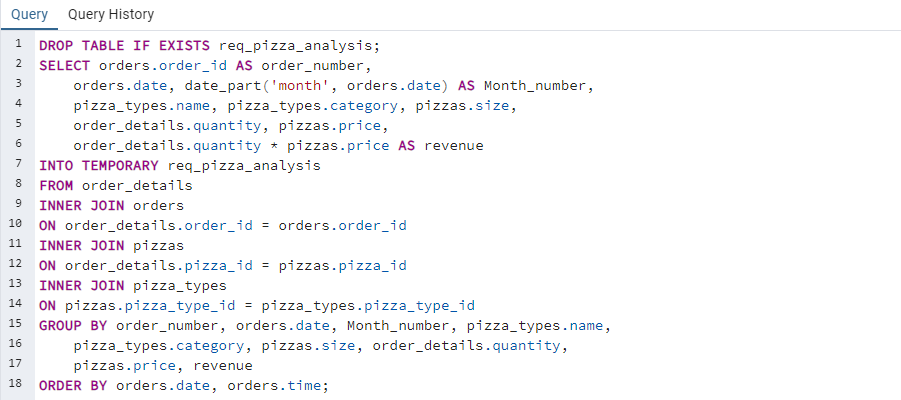 Query Query History
1 DROP TABLE IF EXISTS req_pizza_analysis;
2 SELECT orders.order_id AS order_number,
3 orders.date, date_part('month', orders.date) AS Month_number,
4 pizza_types.name, pizza_types.category, pizzas.size,
5 order_details.quantity, pizzas.price,
6 order_details.quantity * pizzas.price AS revenue
7 INTO TEMPORARY req_pizza_analysis
8 FROM order_details
9 INNER JOIN orders
10 ON order_details.order_id = orders.order_id
11 INNER JOIN pizzas
12 ON order_details.pizza_id = pizzas.pizza_id
13 INNER JOIN pizza_types
14 ON pizzas.pizza_type_id = pizza_types.pizza_type_id
15 GROUP BY order_number, orders.date, Month_number, pizza_types.name,
16 pizza_types.category, pizzas.size, order_details.quantity,
17 pizzas.price, revenue
18 ORDER BY orders.date, orders.time;